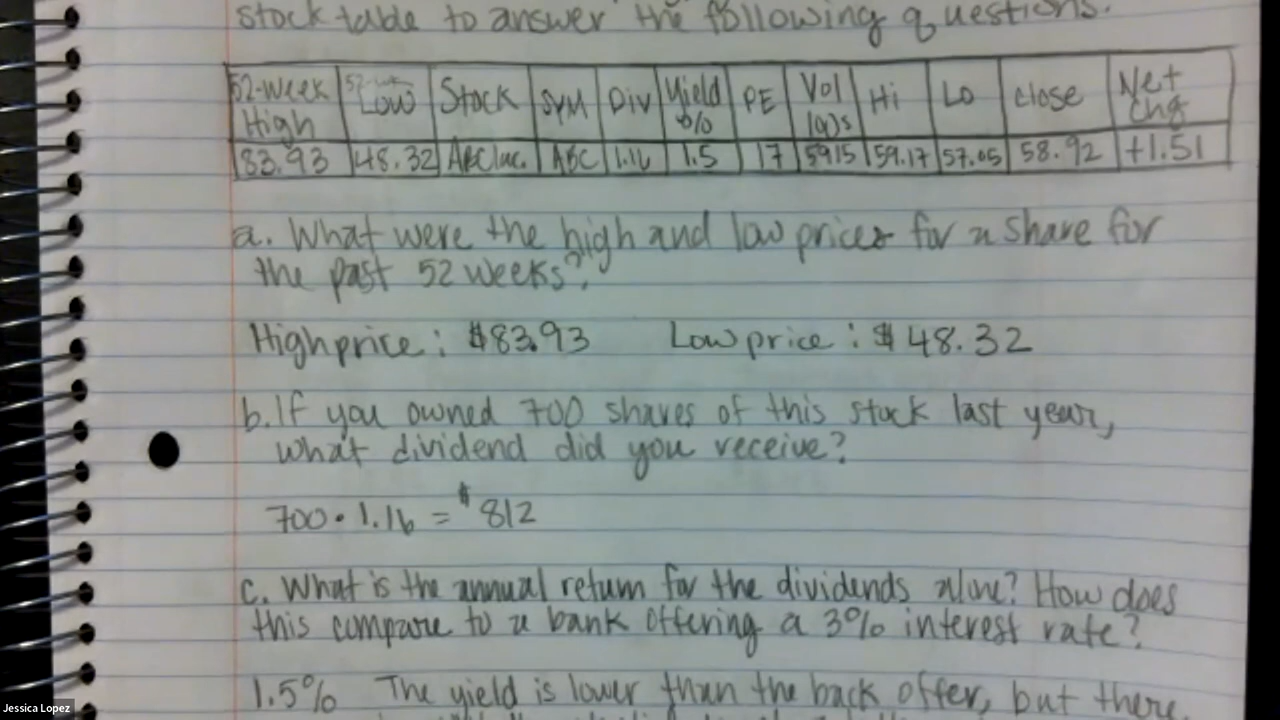 stock table to answer the following questions.
52-Week High 52-wk Low Stock SYM Div Yield % PE Vol 100s Hi Lo close Net chg
83.93 48.32 ABC Inc. ABC 1.16 1.5 17 5915 59.17 57.05 58.92 +1.51
a. What were the high and low prices for a share for
the past 52 weeks?
High price: $83.93 Low price: $48.32
b. If you owned 700 shares of this stock last year,
what dividend did you receive?
700 · 1.16 = $812
c. What is the annual return for the dividends alone? How does
this compare to a bank offering a 3% interest rate?
1.5% The yield is lower than the back offer, but there
Jessica Lopez